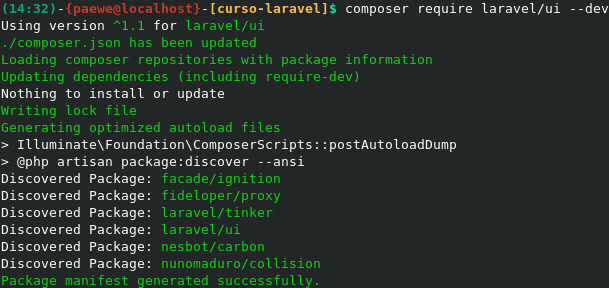 (14:32)-{paewe@localhost}-[curso-laravel]$ composer require laravel/ui --dev
Using version ^1.1 for laravel/ui
./composer.json has been updated
Loading composer repositories with package information
Updating dependencies (including require-dev)
Nothing to install or update
Writing lock file
Generating optimized autoload files
> Illuminate\Foundation\ComposerScripts::postAutoloadDump
> @php artisan package:discover --ansi
Discovered Package: facade/ignition
Discovered Package: fideloper/proxy
Discovered Package: laravel/tinker
Discovered Package: laravel/ui
Discovered Package: nesbot/carbon
Discovered Package: nunomaduro/collision
Package manifest generated successfully.